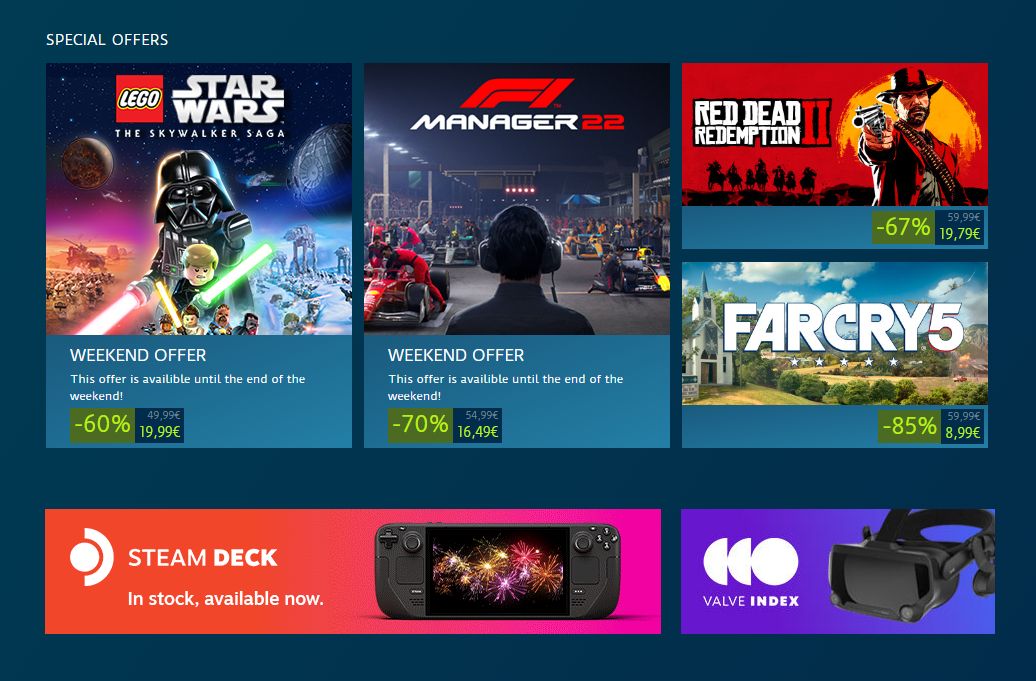 SPECIAL OFFERS
LEGO
STAR
WARS
THE SKYWALKER SAGA
WEEKEND OFFER
This offer is availible until the end of the
weekend!
-60%
49,99€
19,99€
F1
MANAGER 22
WEEKEND OFFER
This offer is availible until the end of the
weekend!
-70%
54,99€
16,49€
RED DEAD
REDEMPTION II
-67%
59,99€
19,79€
FARCRY5
-85%
59,99€
8,99€
STEAM DECK
In stock, available now.
VALVE INDEX